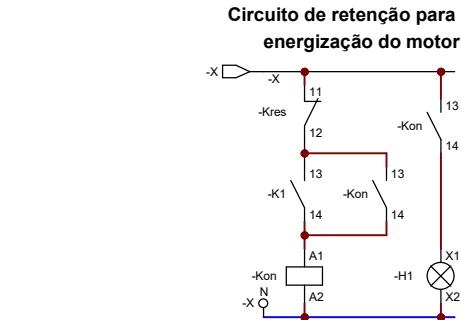 Circuito de retenção para
energização do motor
-X
-X
11
-Kres
12
13
-Kon
14
13
-K1
14
13
-Kon
14
A1
-Kon
A2
N
-X
X1
-H1
X2